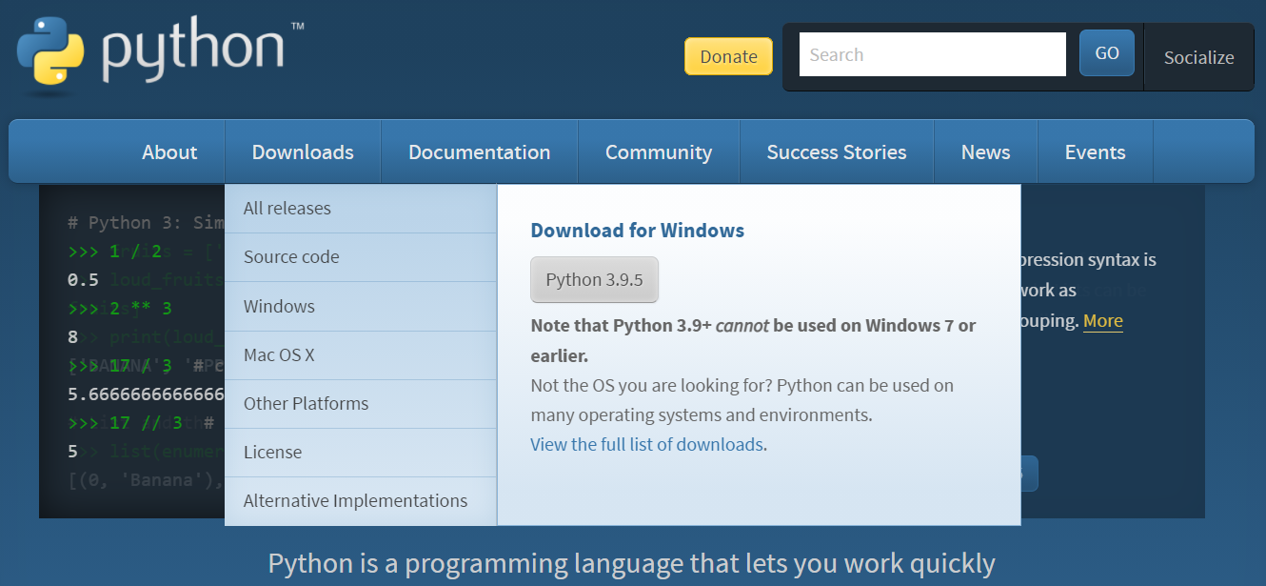 python™
Donate
Search
GO
Socialize
About
Downloads
Documentation
Community
Success Stories
News
Events
# Python 3: Sim
>>> 1 / 2
0.5
>>> 2 ** 3
8
>>> 17 / 3 # c
5.6666666666666
>>> 17 // 3 #
5
[(0, 'Banana'),
All releases
Source code
Windows
Mac OS X
Other Platforms
License
Alternative Implementations
Download for Windows
Python 3.9.5
Note that Python 3.9+ cannot be used on Windows 7 or
earlier.
Not the OS you are looking for? Python can be used on
many operating systems and environments.
View the full list of downloads.
pression syntax is
work as
ouping. More
Python is a programming language that lets you work quickly